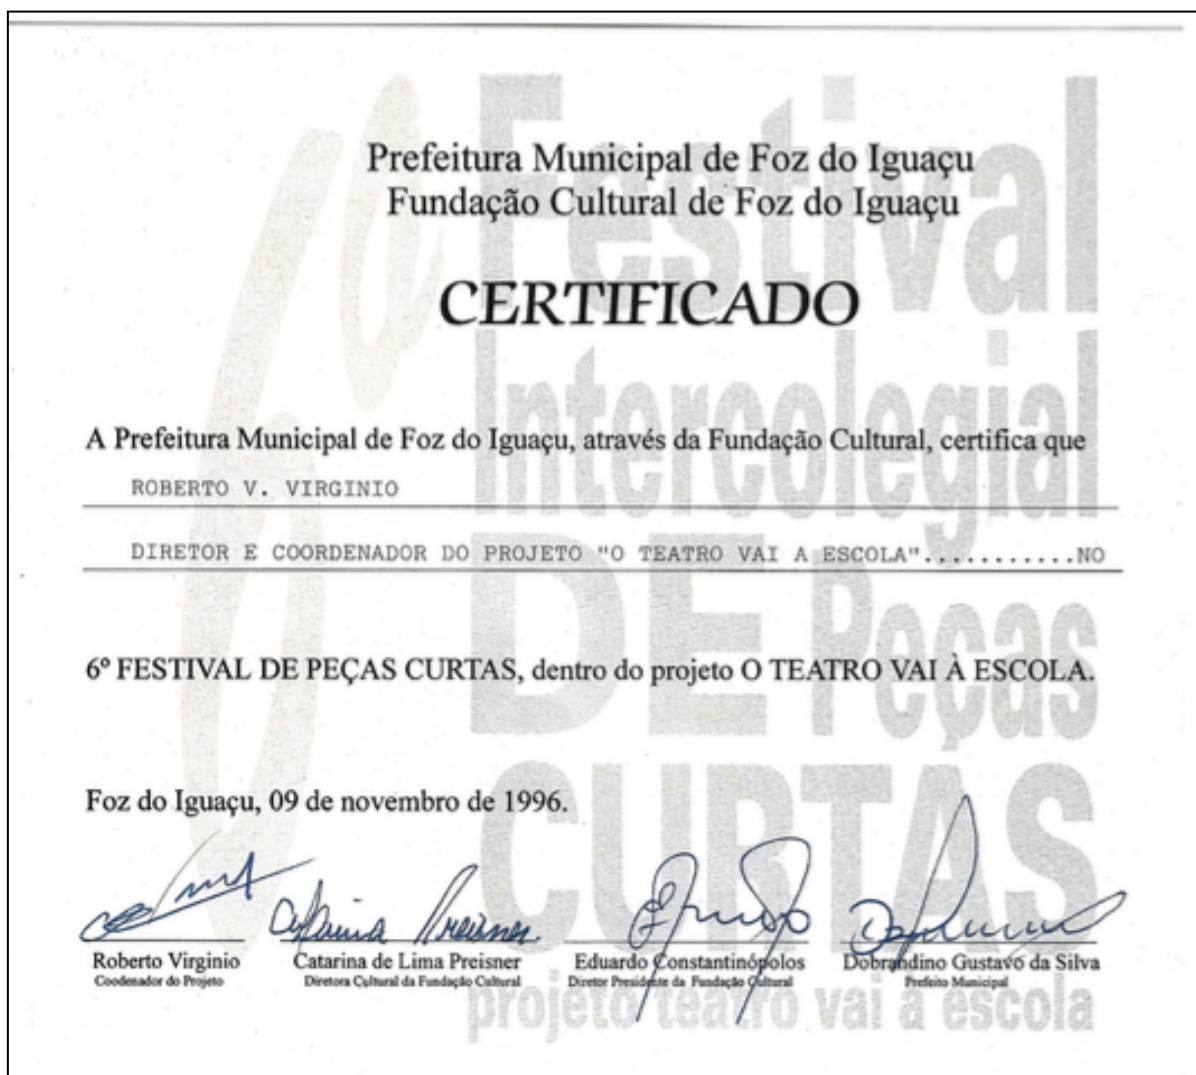 Prefeitura Municipal de Foz do Iguaçu
Fundação Cultural de Foz do Iguaçu
CERTIFICADO
A Prefeitura Municipal de Foz do Iguaçu, através da Fundação Cultural, certifica que
ROBERTO V. VIRGINIO
DIRETOR E COORDENADOR DO PROJETO "O TEATRO VAI A ESCOLA"...........NO
6º FESTIVAL DE PEÇAS CURTAS, dentro do projeto O TEATRO VAI À ESCOLA.
Foz do Iguaçu, 09 de novembro de 1996.
Catarina Preisner
Roberto Virginio
Coodenador do Projeto
Catarina de Lima Preisner
Diretora Cultural da Fundação Cultural
Eduardo Constantinópolos
Diretor Presidente da Fundação Cultural
Dobrandino Gustavo da Silva
Prefeito Municipal
6º Festival
Intercolegial
DE Peças
CURTAS
projeto teatro vai à escola